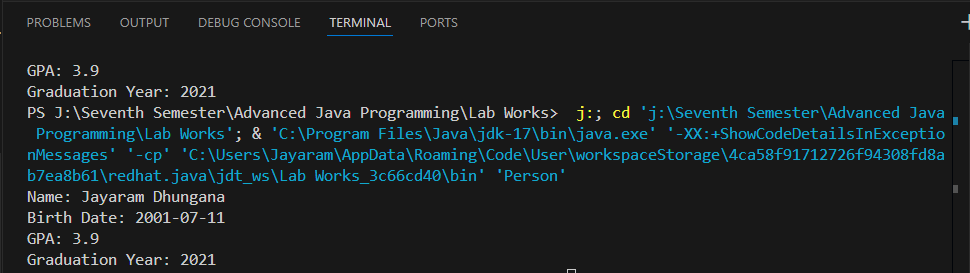 PROBLEMS OUTPUT DEBUG CONSOLE TERMINAL PORTS
GPA: 3.9
Graduation Year: 2021
PS J:\Seventh Semester\Advanced Java Programming\Lab Works>  j:; cd 'j:\Seventh Semester\Advanced Java
 Programming\Lab Works'; & 'C:\Program Files\Java\jdk-17\bin\java.exe' '-XX:+ShowCodeDetailsInExceptio
nMessages' '-cp' 'C:\Users\Jayaram\AppData\Roaming\Code\User\workspaceStorage\4ca58f91712726f94308fd8a
b7ea8b61\redhat.java\jdt_ws\Lab Works_3c66cd40\bin' 'Person'
Name: Jayaram Dhungana
Birth Date: 2001-07-11
GPA: 3.9
Graduation Year: 2021